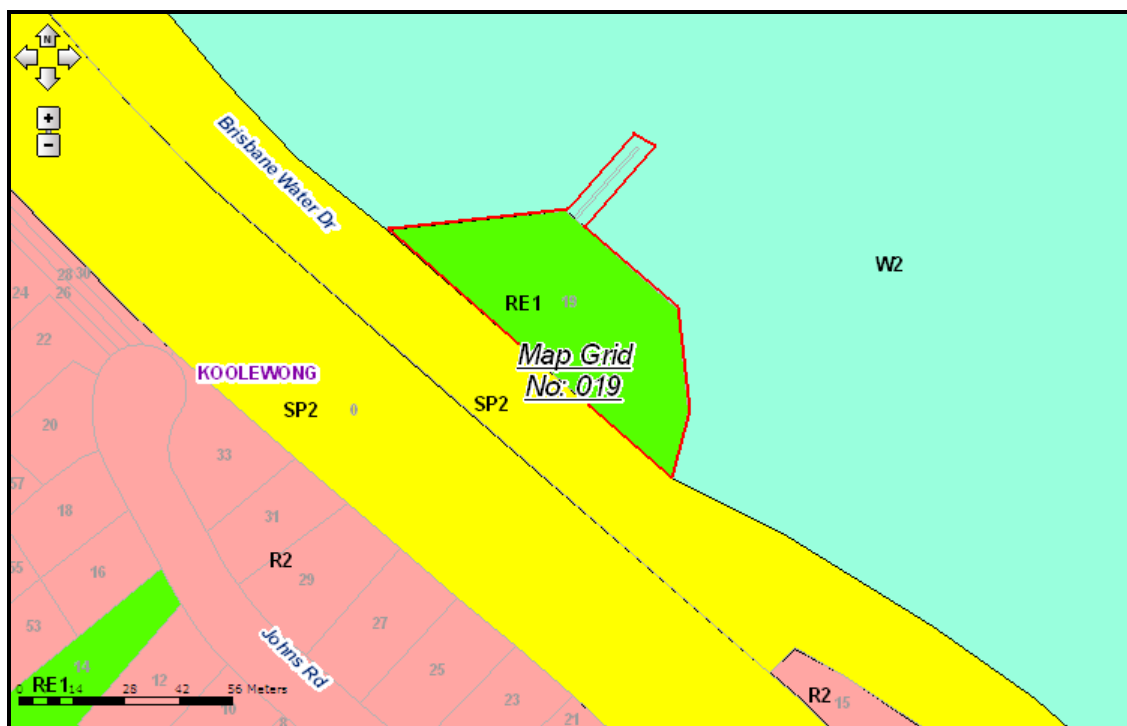 N
+
-
Brisbane Water Dr
W2
RE1
19
Map Grid
No: 019
KOOLEWONG
SP2
0
SP2
28
30
24
26
22
20
33
57
18
31
R2
29
55
16
27
53
Johns Rd
25
14
12
23
RE1
10
8
21
R2
15
0 14 28 42 56 Meters